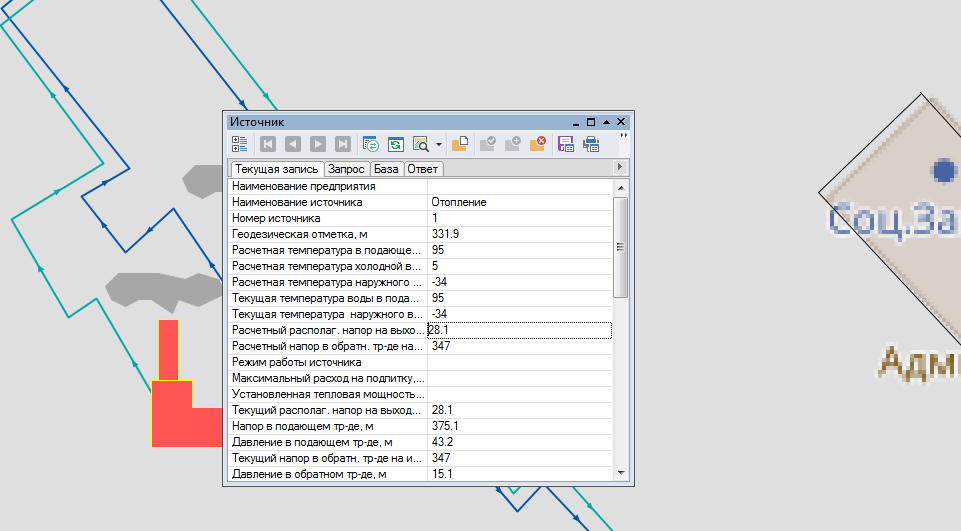 Источник
Текущая запись Запрос База Ответ
Наименование предприятия
Наименование источника Отопление
Номер источника 1
Геодезическая отметка, м 331.9
Расчетная температура в подающе... 95
Расчетная температура холодной в... 5
Расчетная температура наружного ... -34
Текущая температура воды в пода... 95
Текущая температура наружного в... -34
Расчетный располаг. напор на выхо... 28.1
Расчетный напор в обратн. тр-де на... 347
Режим работы источника
Максимальный расход на подпитку,...
Установленная тепловая мощность...
Текущий располаг. напор на выход... 28.1
Напор в подающем тр-де, м 375.1
Давление в подающем тр-де, м 43.2
Текущий напор в обратн. тр-де на и... 347
Давление в обратном тр-де, м 15.1
Соц.За
Адми